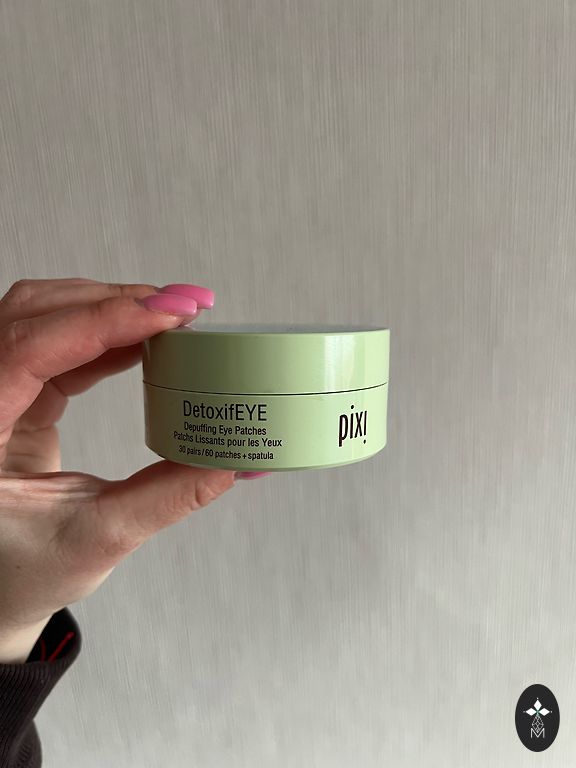 DetoxifEYE
Depuffing Eye Patches
Patchs Lissants pour les Yeux
30 pairs/60 patches + spatula
pixi
M